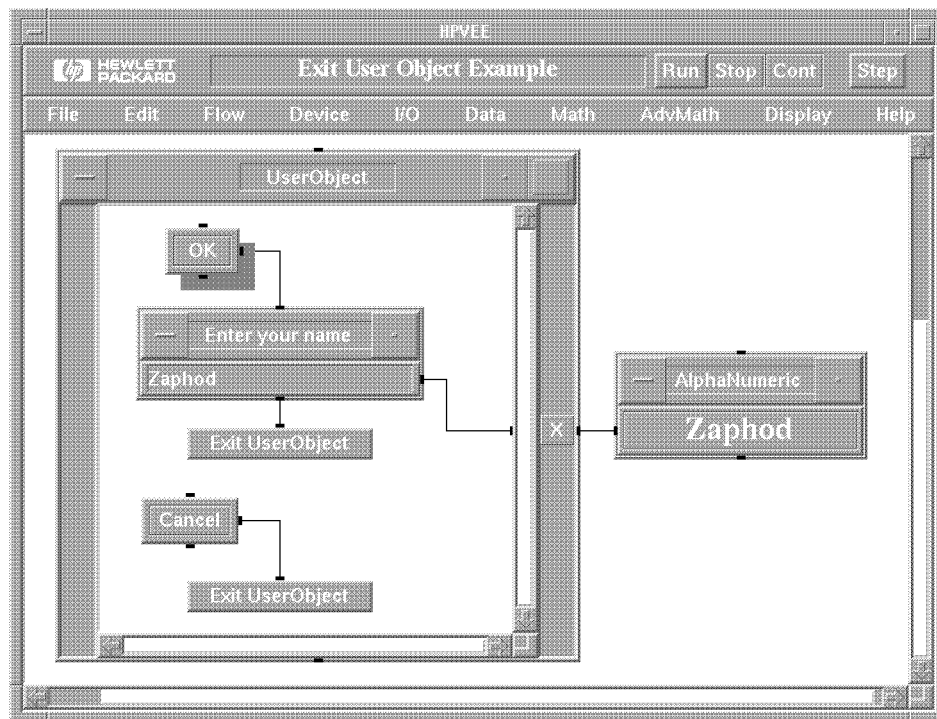 HPVEE
hp HEWLETT PACKARD Exit User Object Example Run Stop Cont Step
File Edit Flow Device I/O Data Math AdvMath Display Help
UserObject
OK
Enter your name
Zaphod
Exit UserObject
Cancel
Exit UserObject
X
AlphaNumeric
Zaphod